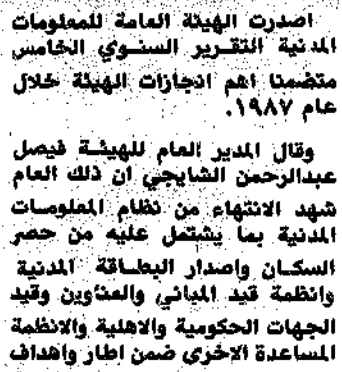 اصدرت الهيئة العامة للمعلومات
المدنية التقرير السنوي الخامس
متضمنا اهم انجازات الهيئة خلال
عام ١٩٨٧.
وقال المدير العام للهيئة فيصل
عبدالرحمن الشايجي ان ذلك العام
شهد الانتهاء من نظام المعلومات
المدنية بما يشتمل عليه من حصر
السكان واصدار البطاقة المدنية
وانظمة قيد المباني والعناوين وقيد
الجهات الحكومية والاهلية والانظمة
المساعدة الاخرى ضمن اطار واهداف